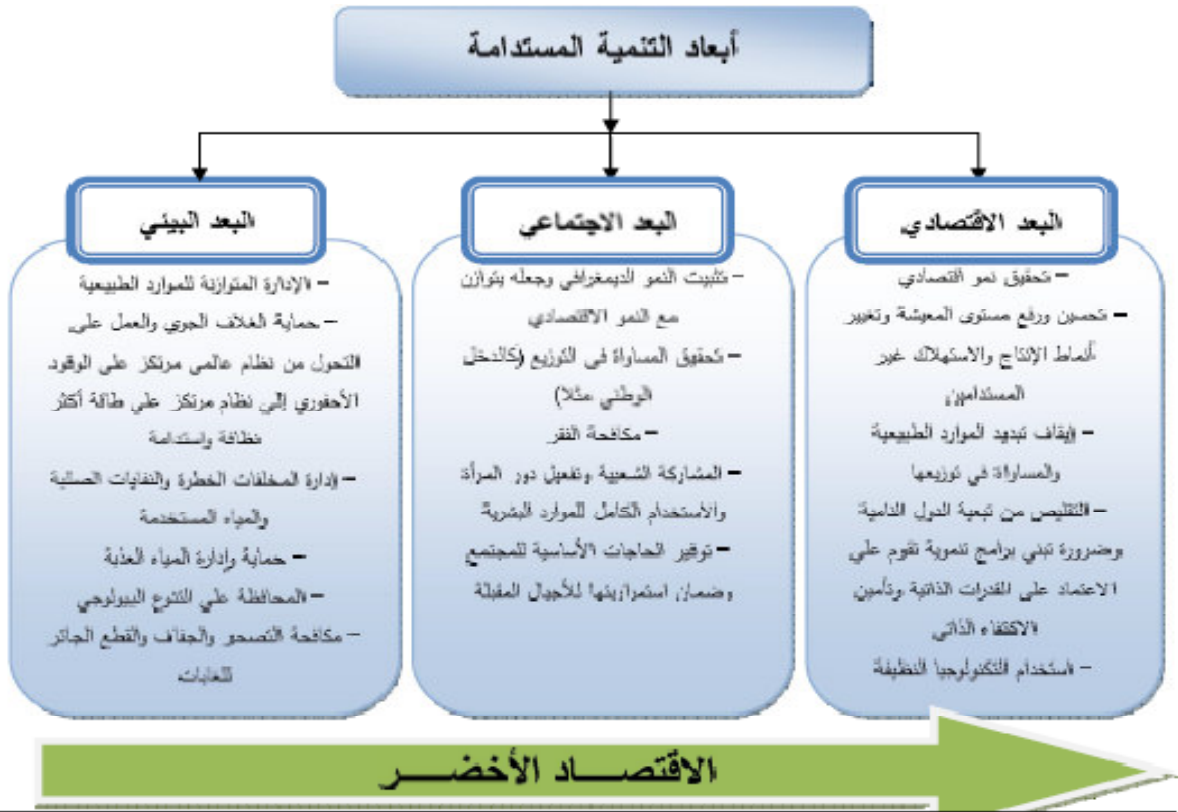 أبعاد التنمية المستدامة
البعد الاقتصادي
– تحقيق نمو اقتصادي
– تحسين ورفع مستوى المعيشة وتغيير
أنماط الإنتاج والاستهلاك غير
المستدامين
– إيقاف تبديد الموارد الطبيعية
والمساواة في توزيعها
– التقليص من تبعية الدول النامية
وضرورة تبني برامج تنموية تقوم على
الاعتماد على القدرات الذاتية وتأمين
الاكتفاء الذاتي
– استخدام التكنولوجيا النظيفة
البعد الاجتماعي
– تثبيت النمو الديمغرافي وجعله يتوازن
مع النمو الاقتصادي
– تحقيق المساواة في التوزيع (كالدخل
الوطني مثلا)
– مكافحة الفقر
– المشاركة الشعبية وتفعيل دور المرأة
والاستخدام الكامل للموارد البشرية
– توفير الحاجات الأساسية للمجتمع
وضمان استمراريتها للأجيال المقبلة
البعد البيئي
– الإدارة المتوازنة للموارد الطبيعية
– حماية الغلاف الجوي والعمل على
التحول من نظام عالمي مرتكز على الوقود
الأحفوري إلى نظام مرتكز على طاقة أكثر
نظافة واستدامة
– إدارة المخلفات الخطرة والنفايات الصلبة
والمياه المستخدمة
– حماية وإدارة المياه العذبة
– المحافظة على التنوع البيولوجي
– مكافحة التصحر والجفاف والقطع الجائر
للغابات
الاقتصـــاد الأخضـــر